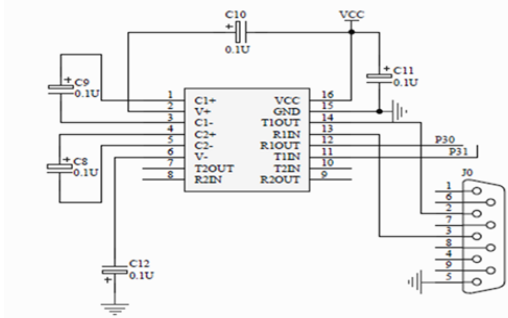 C10
VCC
+
0.1U
+
C9
0.1U
+
C11
0.1U
1
C1+
VCC
16
2
V+
GND
15
3
C1-
T1OUT
14
4
C2+
R1IN
13
5
C2-
R1OUT
12
P30
6
V-
T1IN
11
P31
7
T2OUT
T2IN
10
8
R2IN
R2OUT
9
+
C8
0.1U
J0
1
6
2
7
3
8
4
9
5
C12
0.1U
+